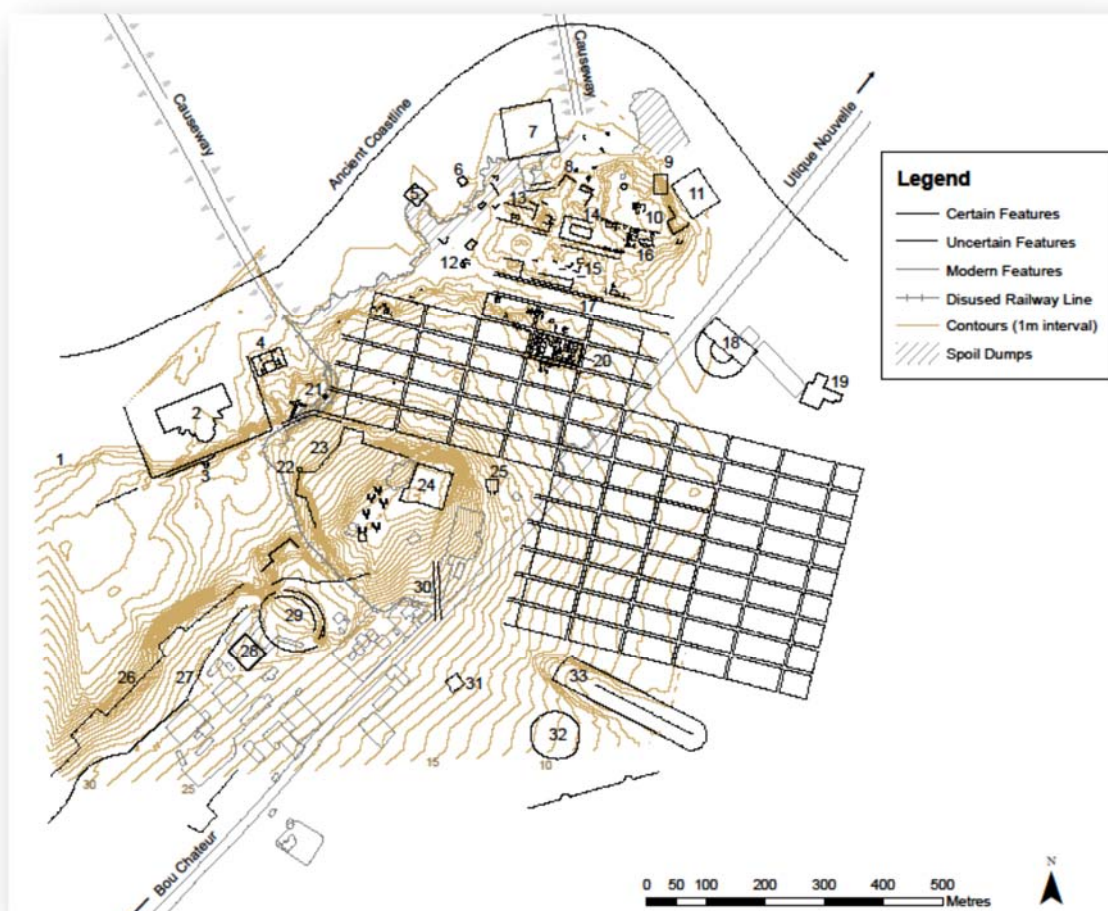 Causeway
Causeway
Ancient Coastline
Utique Nouvelle
Bou Chateur
1
2
3
4
5
6
7
8
9
10
11
12
13
14
15
16
17
18
19
20
21
22
23
24
25
26
27
28
29
30
31
32
33
30
25
15
10
Legend
Certain Features
Uncertain Features
Modern Features
Disused Railway Line
Contours (1m interval)
Spoil Dumps
0 50 100 200 300 400 500
Metres
N